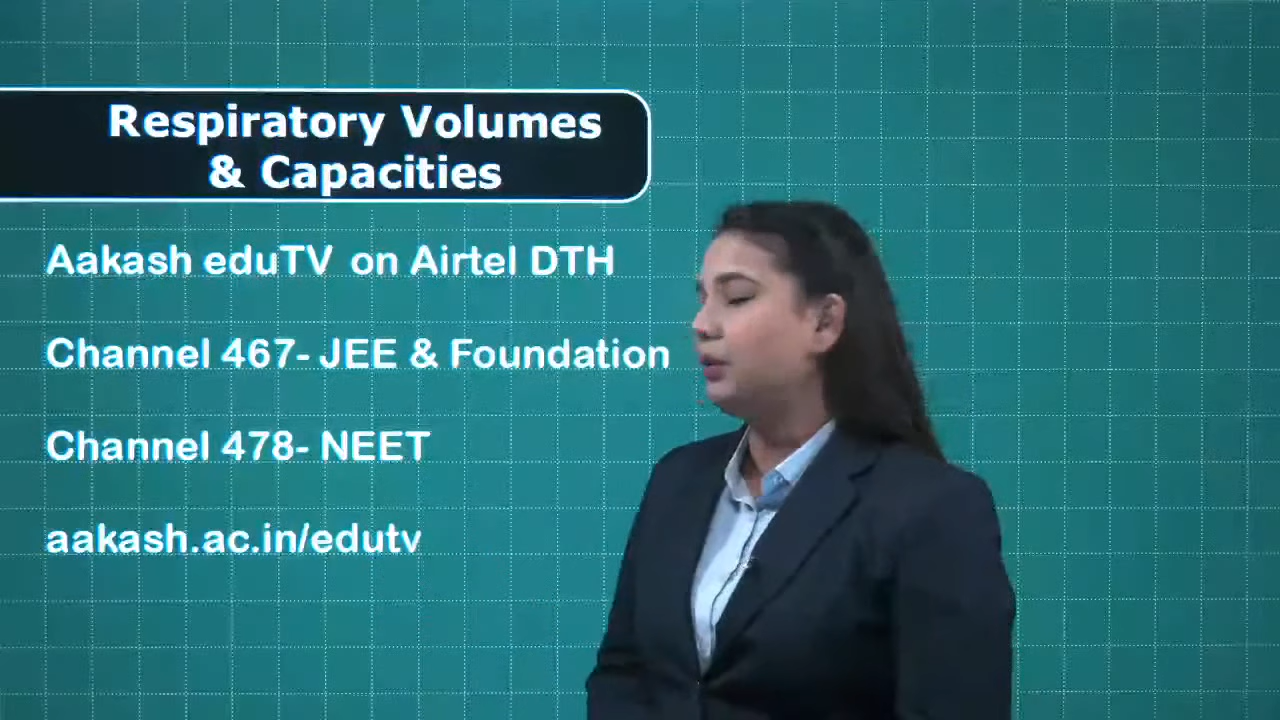 Respiratory Volumes
& Capacities
Aakash eduTV on Airtel DTH
Channel 467- JEE & Foundation
Channel 478- NEET
aakash.ac.in/edutv